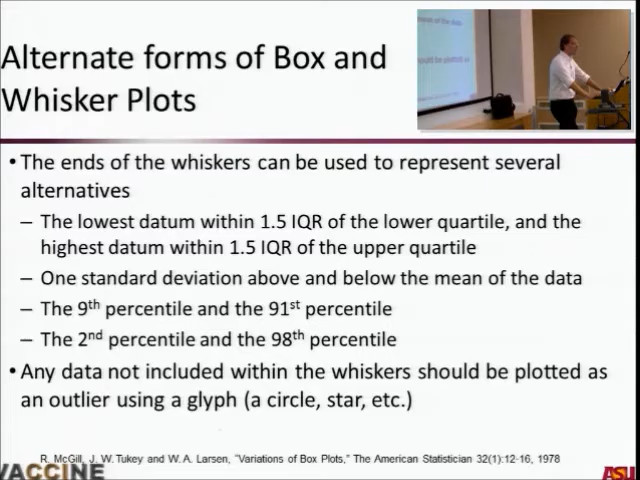 Alternate forms of Box and
Whisker Plots
• The ends of the whiskers can be used to represent several
alternatives
– The lowest datum within 1.5 IQR of the lower quartile, and the
highest datum within 1.5 IQR of the upper quartile
– One standard deviation above and below the mean of the data
– The 9th percentile and the 91st percentile
– The 2nd percentile and the 98th percentile
• Any data not included within the whiskers should be plotted as
an outlier using a glyph (a circle, star, etc.)
R. McGill, J. W. Tukey and W. A. Larsen, "Variations of Box Plots," The American Statistician 32(1):12-16, 1978
VACCINE
ASU